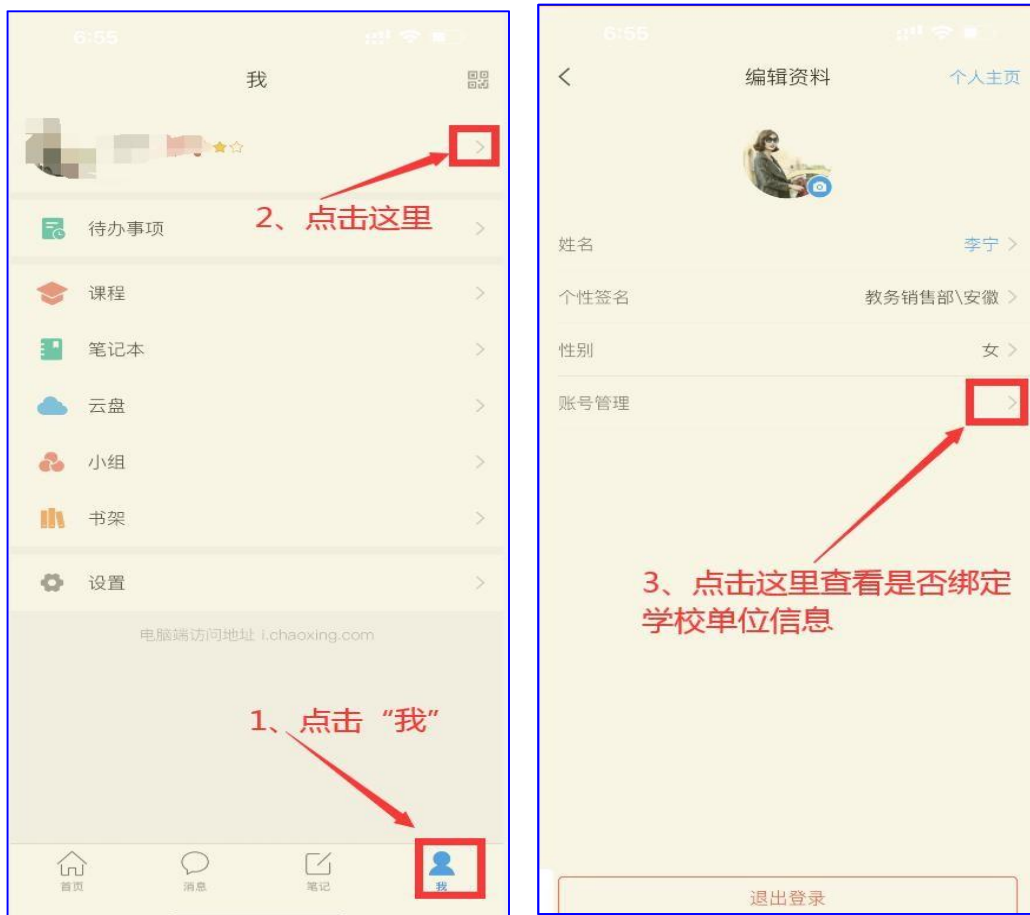 6:55
我
2、点击这里
待办事项
课程
笔记本
云盘
小组
书架
设置
电脑端访问地址 i.chaoxing.com
1、点击“我”
首页
消息
笔记
我
6:55
编辑资料
个人主页
姓名
李宁
个性签名
教务销售部\安徽
性别
女
账号管理
3、点击这里查看是否绑定
学校单位信息
退出登录